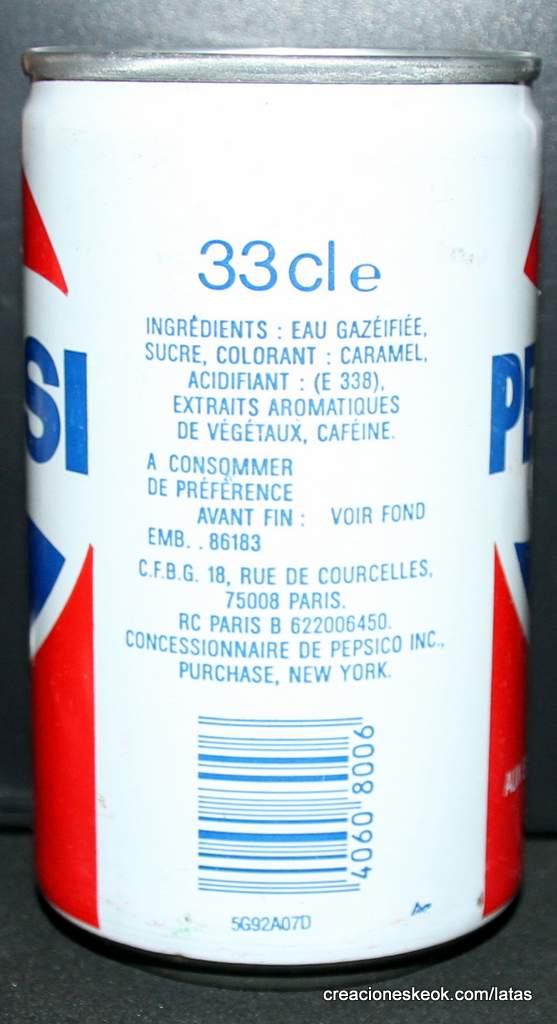 33cl e
INGRÉDIENTS : EAU GAZÉIFIÉE,
SUCRE, COLORANT : CARAMEL,
ACIDIFIANT : (E 338),
EXTRAITS AROMATIQUES
DE VÉGÉTAUX, CAFÉINE.
A CONSOMMER
DE PRÉFÉRENCE
AVANT FIN : VOIR FOND
EMB. . 86183
C.F.B.G. 18, RUE DE COURCELLES,
75008 PARIS.
RC PARIS B 622006450.
CONCESSIONNAIRE DE PEPSICO INC.,
PURCHASE, NEW YORK.
4060 8006
5G92A07D
SI
PE
creacioneskeok.com/latas